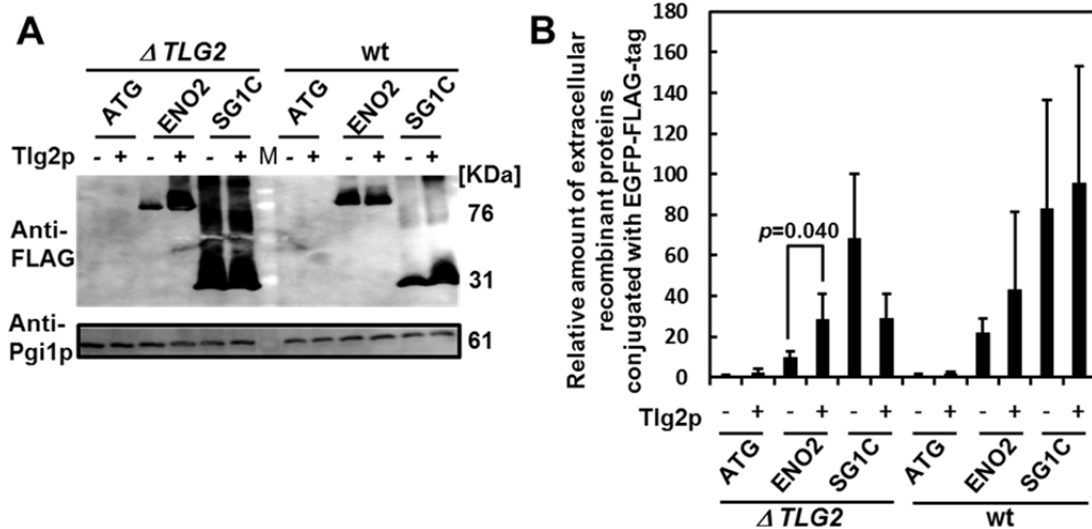 A
Δ TLG2 wt
ATG ENO2 SG1C ATG ENO2 SG1C
Tlg2p - + - + - + M - + - + - +
[KDa]
Anti-
FLAG
76
31
Anti-
Pgi1p
61
B
Relative amount of extracellular
recombinant proteins
conjugated with EGFP-FLAG-tag
180
160
140
120
100
80
60
40
20
0
p=0.040
Tlg2p - + - + - + - + - + - +
ATG ENO2 SG1C ATG ENO2 SG1C
Δ TLG2 wt